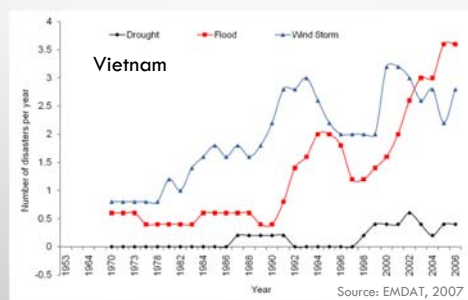 Drought Flood Wind Storm
Vietnam
Number of disasters per year
4
3.5
3
2.5
2
1.5
1
0.5
0
-0.5
1953 1964 1970 1973 1978 1982 1984 1986 1988 1990 1992 1994 1996 1998 2000 2002 2004 2006
Year
Source: EMDAT, 2007